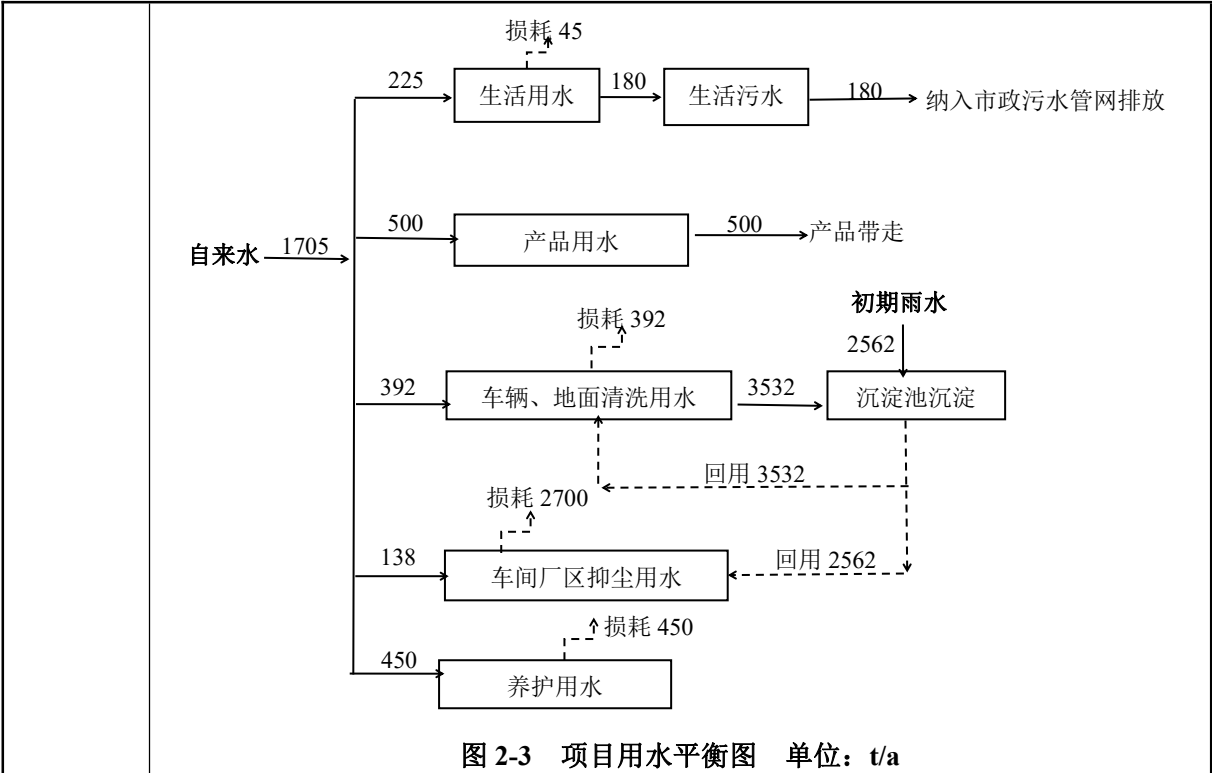 损耗 45
225
生活用水
180
生活污水
180
纳入市政污水管网排放
自来水
1705
500
产品用水
500
产品带走
初期雨水
2562
损耗 392
392
车辆、地面清洗用水
3532
沉淀池沉淀
回用 3532
损耗 2700
138
车间厂区抑尘用水
回用 2562
损耗 450
450
养护用水
图 2-3 项目用水平衡图 单位：t/a